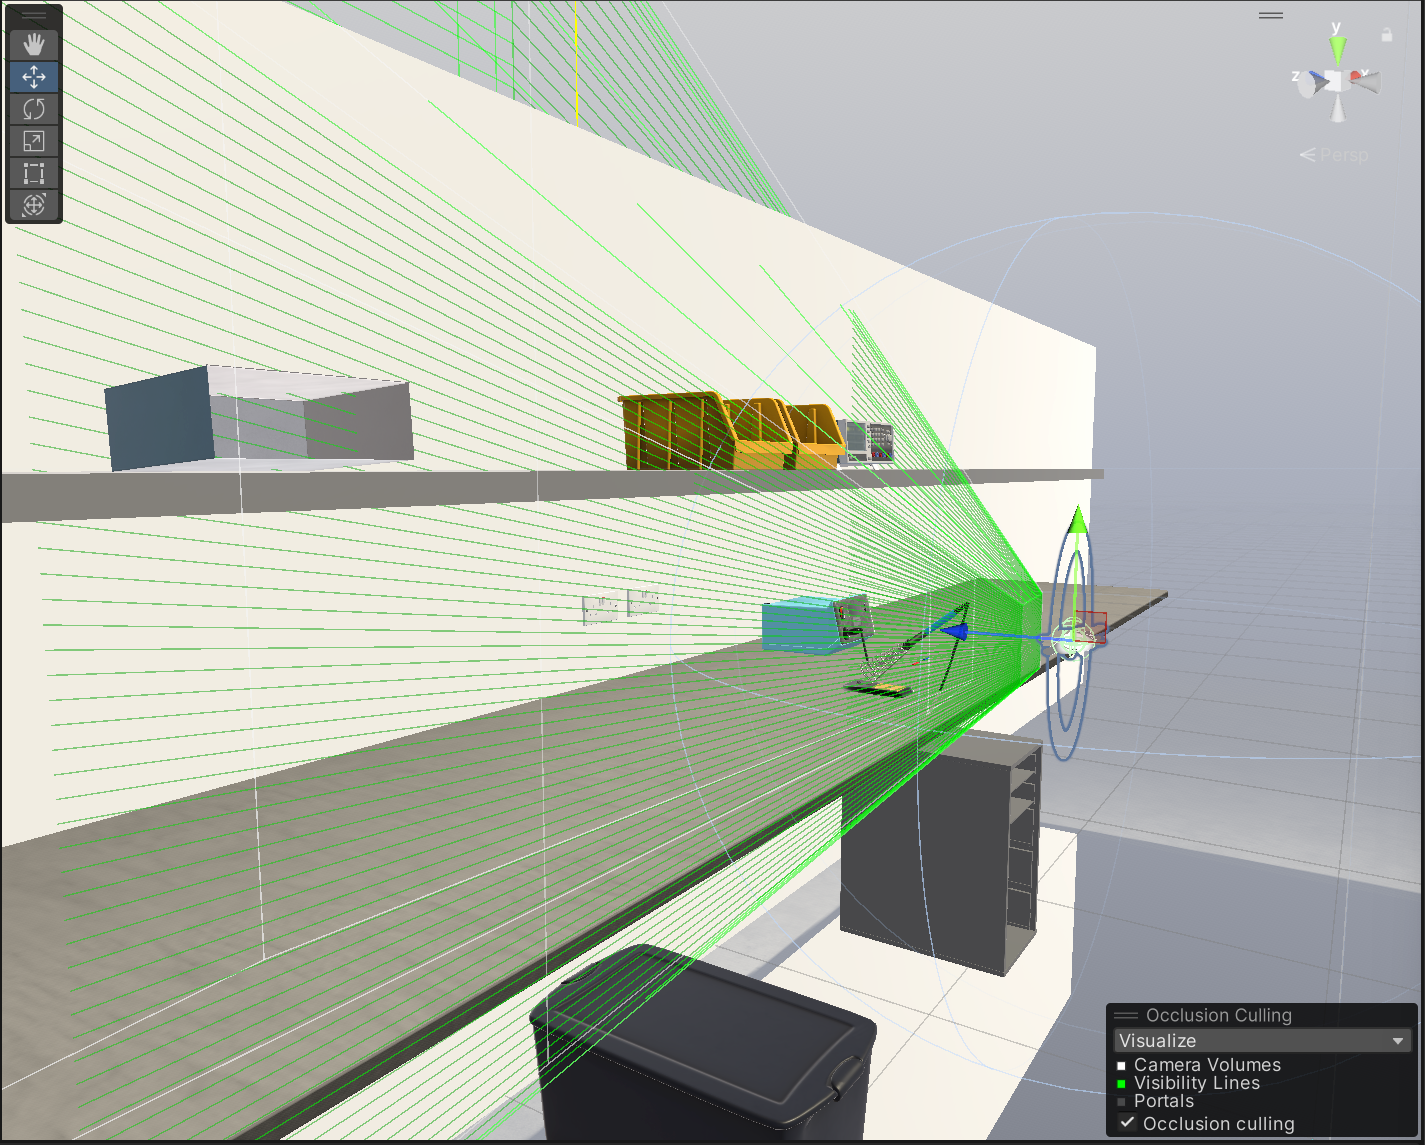 y
z
x
Persp
Occlusion Culling
Visualize
Camera Volumes
Visibility Lines
Portals
Occlusion culling